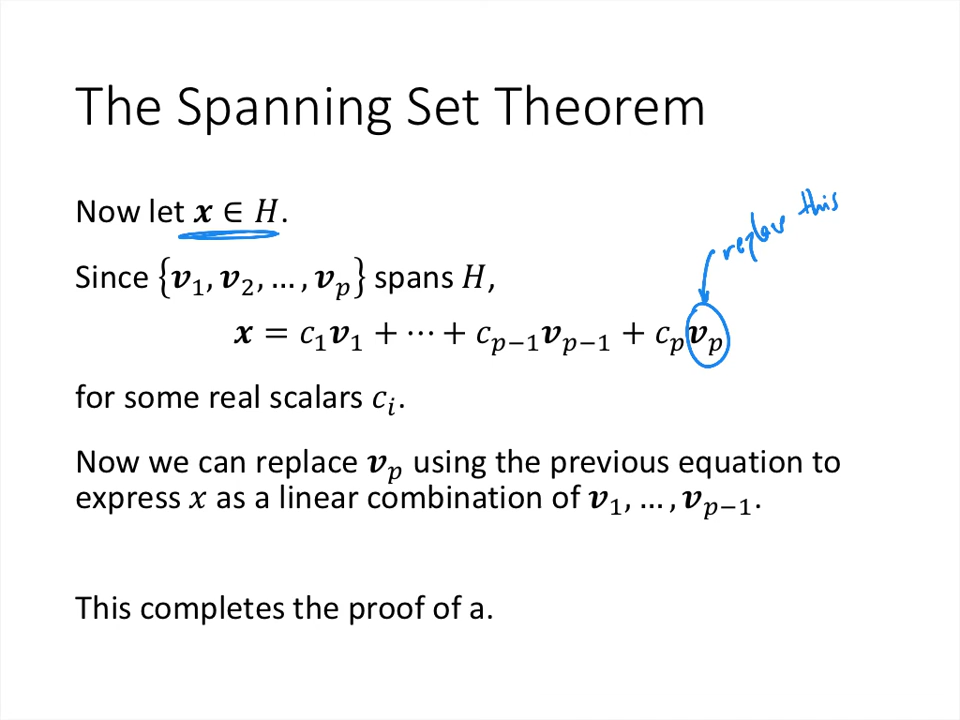 The Spanning Set Theorem
Now let 𝒙 ∈ 𝐻.
replace this
Since {𝒗₁, 𝒗₂, … , 𝒗ₚ} spans 𝐻,
𝒙 = 𝑐₁𝒗₁ + ⋯ + 𝑐ₚ₋₁𝒗ₚ₋₁ + 𝑐ₚ𝒗ₚ
for some real scalars 𝑐ᵢ.
Now we can replace 𝒗ₚ using the previous equation to
express 𝑥 as a linear combination of 𝒗₁, … , 𝒗ₚ₋₁.
This completes the proof of a.